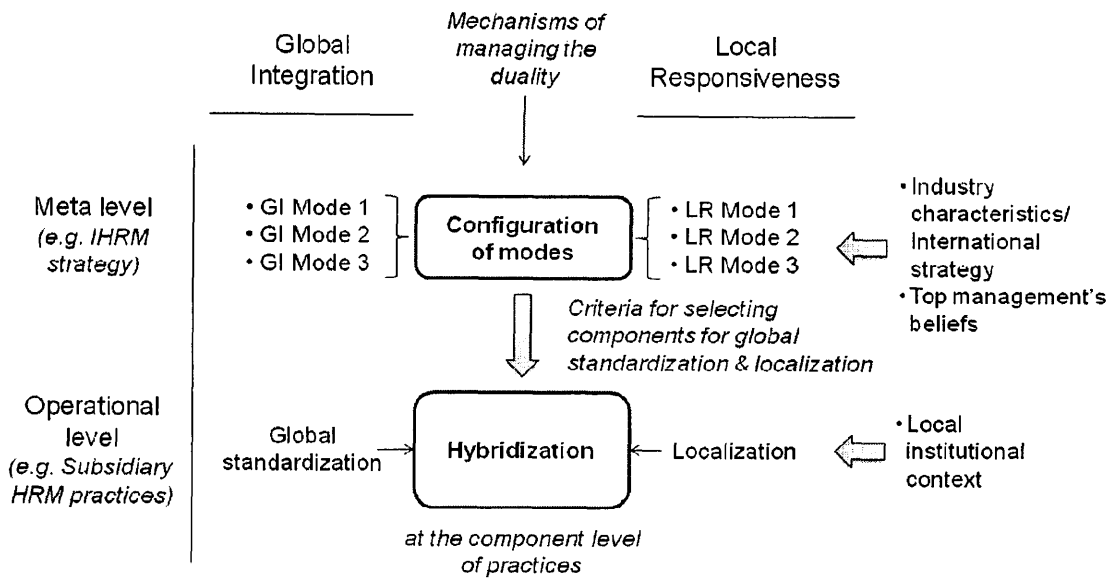 Global
Integration
Mechanisms of
managing the
duality
Local
Responsiveness
Meta level
(e.g. IHRM
strategy)
• GI Mode 1
• GI Mode 2
• GI Mode 3
Configuration
of modes
• LR Mode 1
• LR Mode 2
• LR Mode 3
• Industry
characteristics/
International
strategy
• Top management's
beliefs
Criteria for selecting
components for global
standardization & localization
Operational
level
(e.g. Subsidiary
HRM practices)
Global
standardization
Hybridization
Localization
• Local
institutional
context
at the component level
of practices